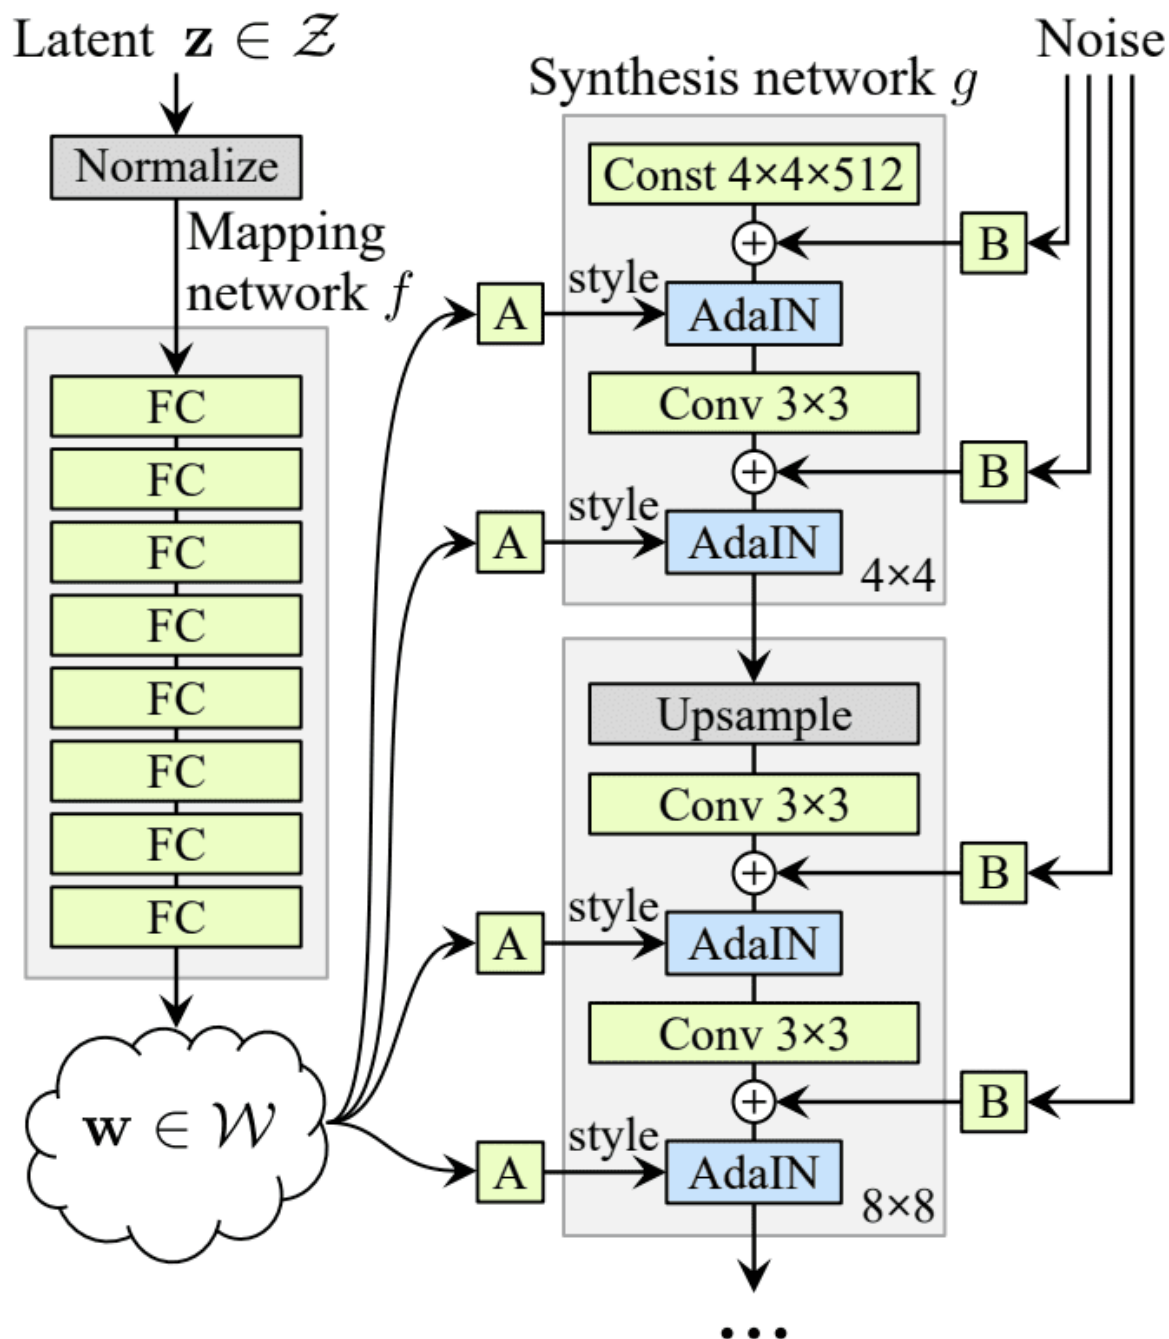 Latent z ∈ 𝒵
Normalize
Mapping
network f
FC
FC
FC
FC
FC
FC
FC
FC
w ∈ 𝒲
Synthesis network g
Noise
Const 4×4×512
B
style
A
AdaIN
Conv 3×3
B
style
A
AdaIN
4×4
Upsample
Conv 3×3
B
style
A
AdaIN
Conv 3×3
B
style
A
AdaIN
8×8
...